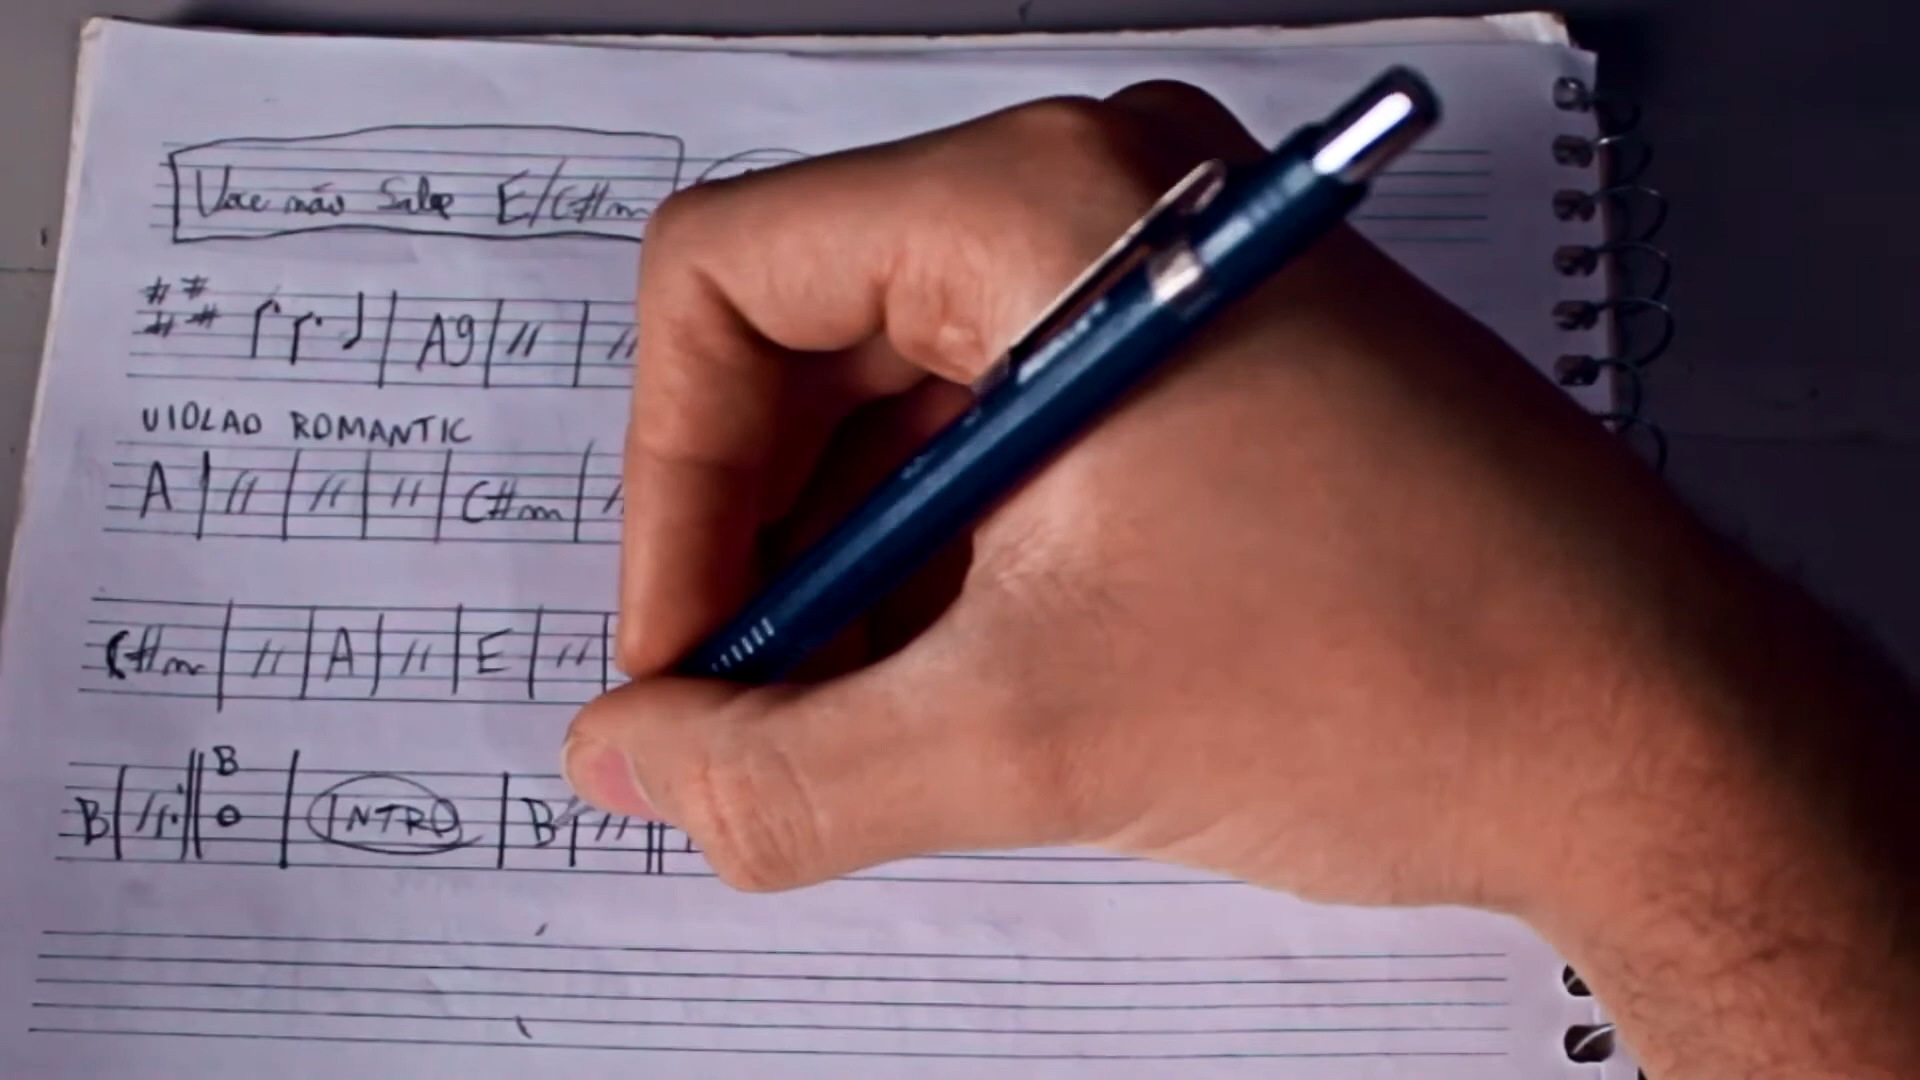 Voce não Sabe E/C#m
A9 | // | //
VIOLAO ROMANTIC
A | // | // | // | C#m |
C#m | // | A | // | E | // |
B
B | //. || o | INTRO | B | // ||